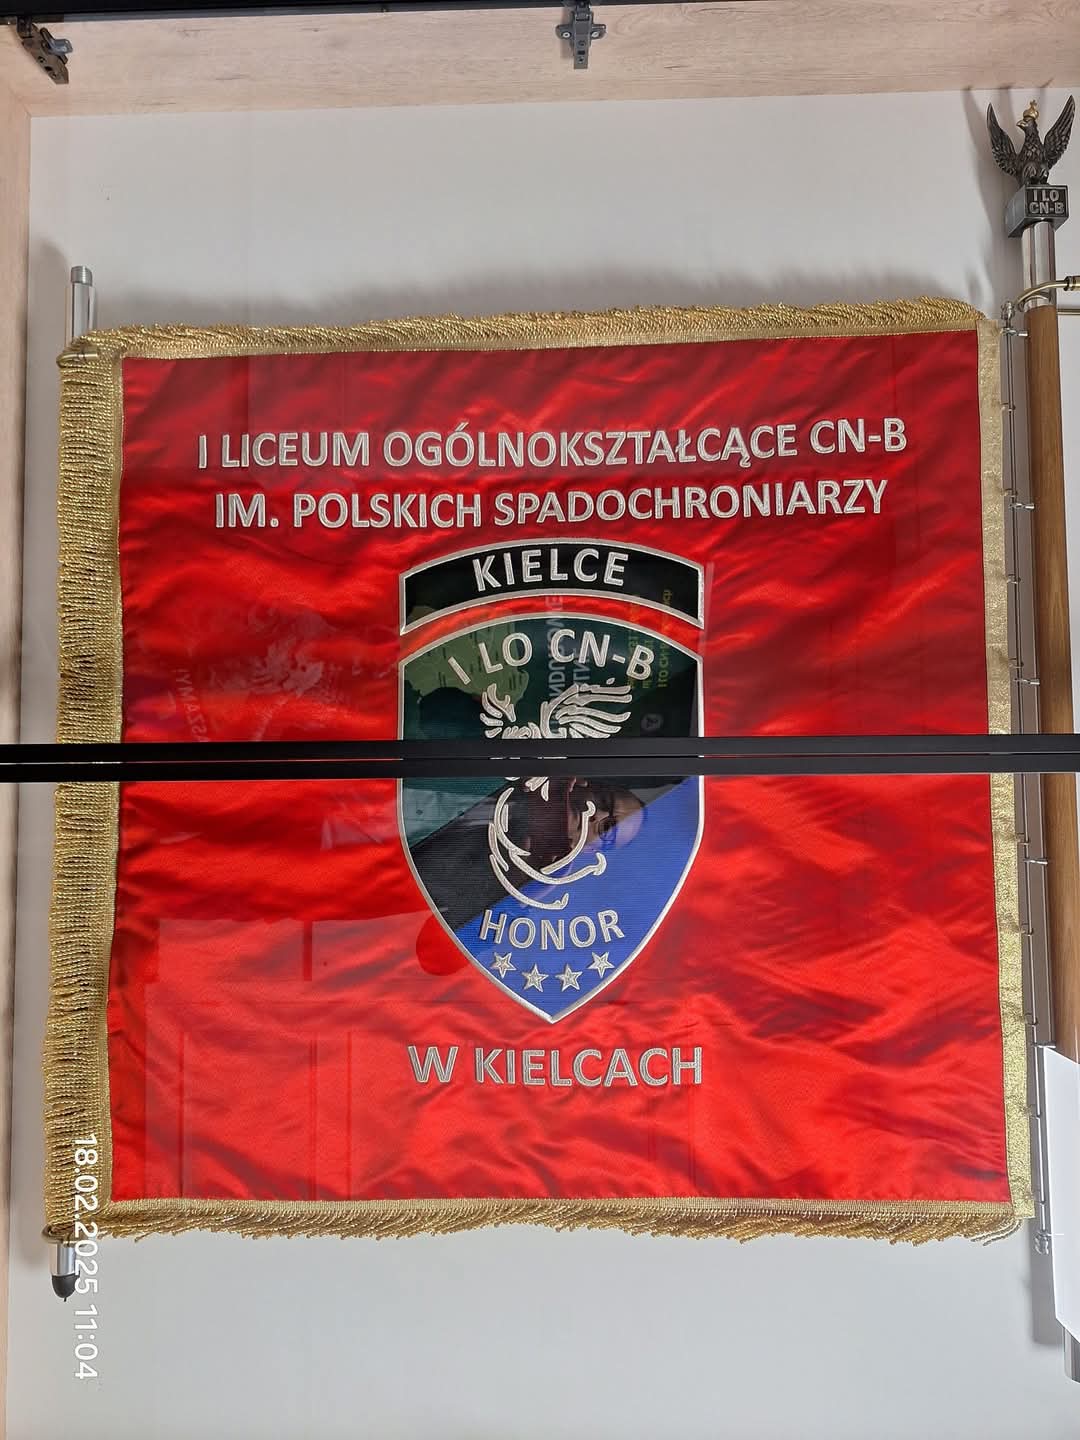 I LO
CN-B
I LICEUM OGÓLNOKSZTAŁCĄCE CN-B
IM. POLSKICH SPADOCHRONIARZY
KIELCE
I LO CN-B
HONOR
W KIELCACH
18.02.2025 11:04